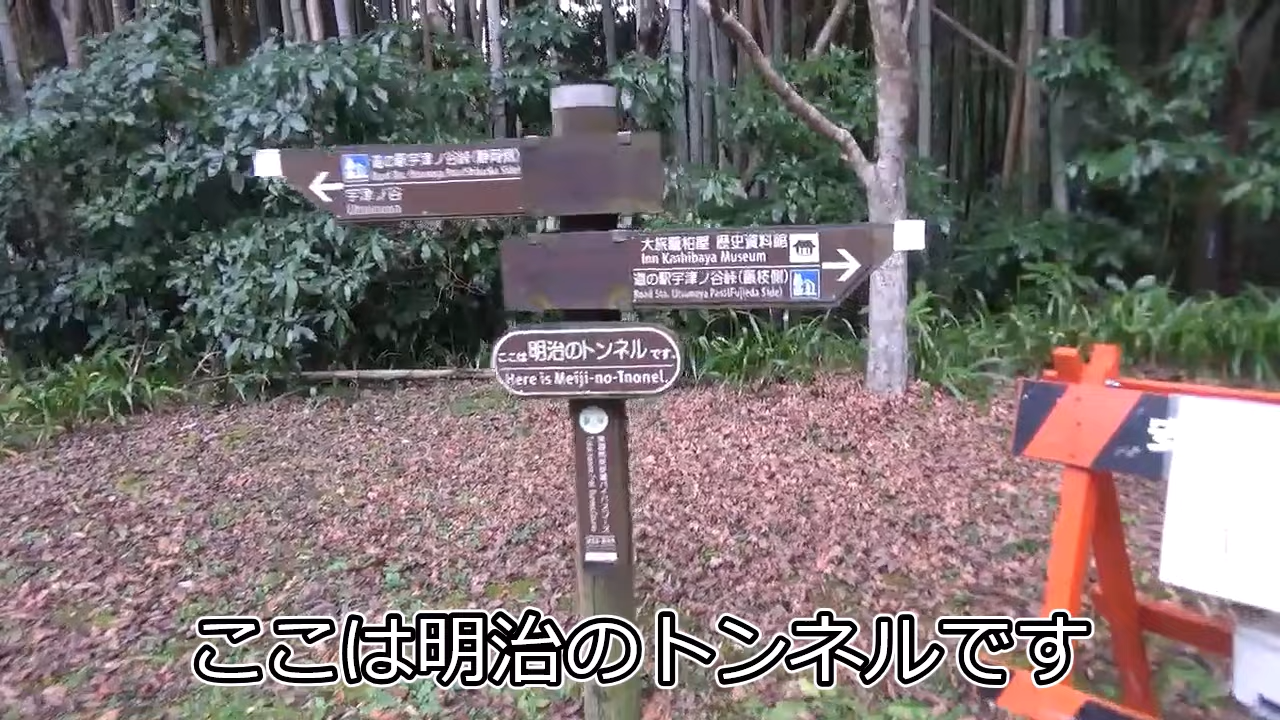 道の駅宇津ノ谷峠(静岡側)
宇津ノ谷
大旅籠柏屋 歴史資料館
Inn Kashibaya Museum
道の駅宇津ノ谷峠(藤枝側)
Road Sta. Utsunoya Pass(Fujieda Side)
ここは明治のトンネルです。
Here is Meiji-no-Tnonel.
ここは明治のトンネルです